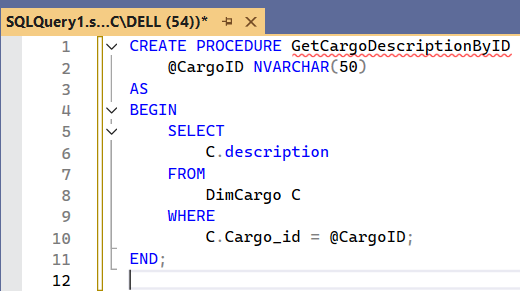 SQLQuery1.s...C\DELL (54))*
1 CREATE PROCEDURE GetCargoDescriptionByID
2 @CargoID NVARCHAR(50)
3 AS
4 BEGIN
5 SELECT
6 C.description
7 FROM
8 DimCargo C
9 WHERE
10 C.Cargo_id = @CargoID;
11 END;
12